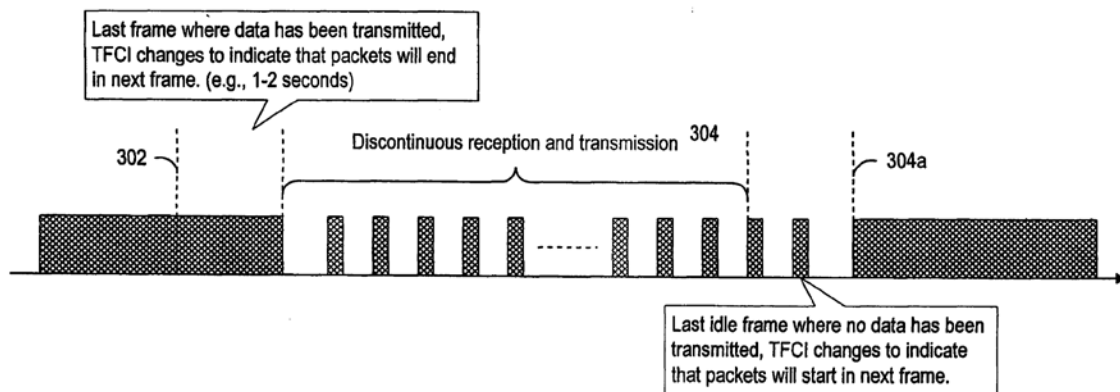 Last frame where data has been transmitted,
TFCI changes to indicate that packets will end
in next frame. (e.g., 1-2 seconds)
302
Discontinuous reception and transmission 304
304a
Last idle frame where no data has been
transmitted, TFCI changes to indicate
that packets will start in next frame.